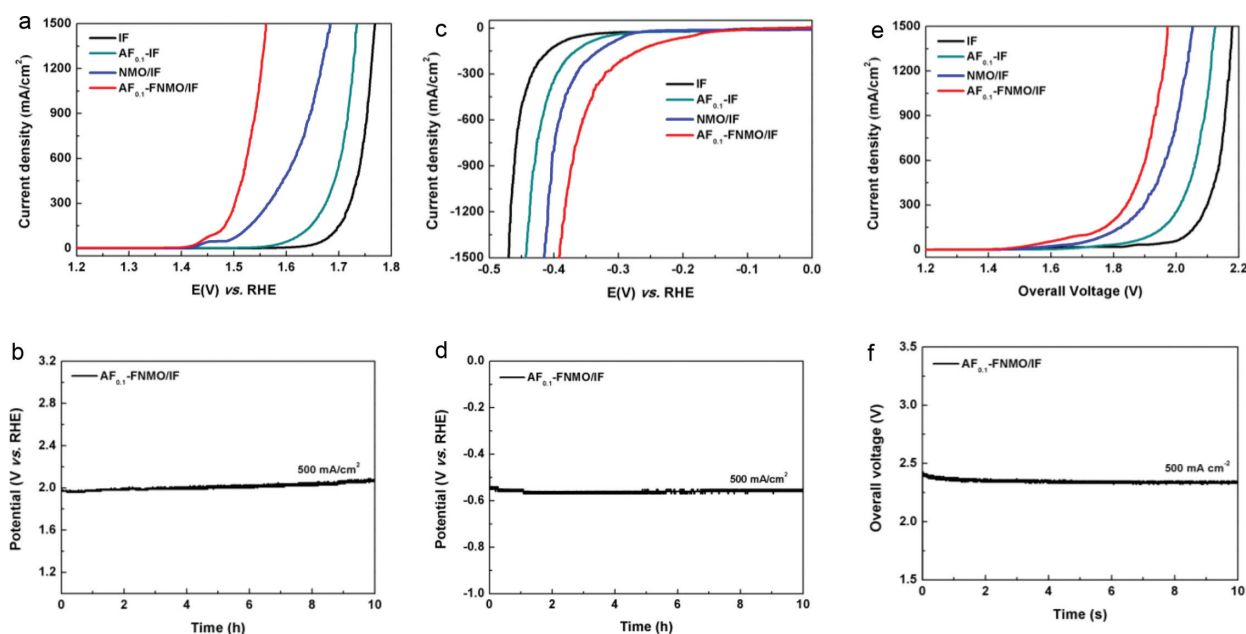 a
1500
1200
900
600
300
0
Current density (mA/cm²)
IF
AF₀.₁-IF
NMO/IF
AF₀.₁-FNMO/IF
1.2 1.3 1.4 1.5 1.6 1.7 1.8
E(V) vs. RHE
c
0
-300
-600
-900
-1200
-1500
Current density (mA/cm²)
IF
AF₀.₁-IF
NMO/IF
AF₀.₁-FNMO/IF
-0.5 -0.4 -0.3 -0.2 -0.1 0.0
E(V) vs. RHE
e
1500
1200
900
600
300
0
Current density (mA/cm²)
IF
AF₀.₁-IF
NMO/IF
AF₀.₁-FNMO/IF
1.2 1.4 1.6 1.8 2.0 2.2
Overall Voltage (V)
b
3.2
2.8
2.4
2.0
1.6
1.2
Potential (V vs. RHE)
AF₀.₁-FNMO/IF
500 mA/cm²
0 2 4 6 8 10
Time (h)
d
0.0
-0.2
-0.4
-0.6
-0.8
-1.0
Potential (V vs. RHE)
AF₀.₁-FNMO/IF
500 mA/cm²
0 2 4 6 8 10
Time (h)
f
3.5
3.0
2.5
2.0
1.5
Overall voltage (V)
AF₀.₁-FNMO/IF
500 mA cm⁻²
0 2 4 6 8 10
Time (s)